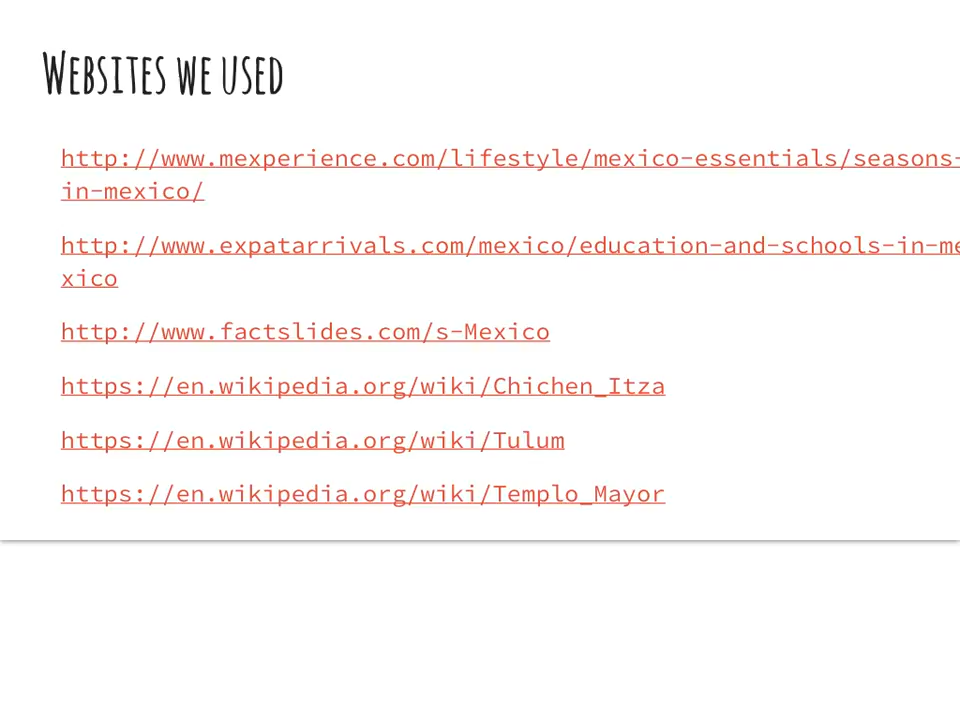 Websites we used
http://www.mexperience.com/lifestyle/mexico-essentials/seasons-
in-mexico/
http://www.expatarrivals.com/mexico/education-and-schools-in-me
xico
http://www.factslides.com/s-Mexico
https://en.wikipedia.org/wiki/Chichen_Itza
https://en.wikipedia.org/wiki/Tulum
https://en.wikipedia.org/wiki/Templo_Mayor